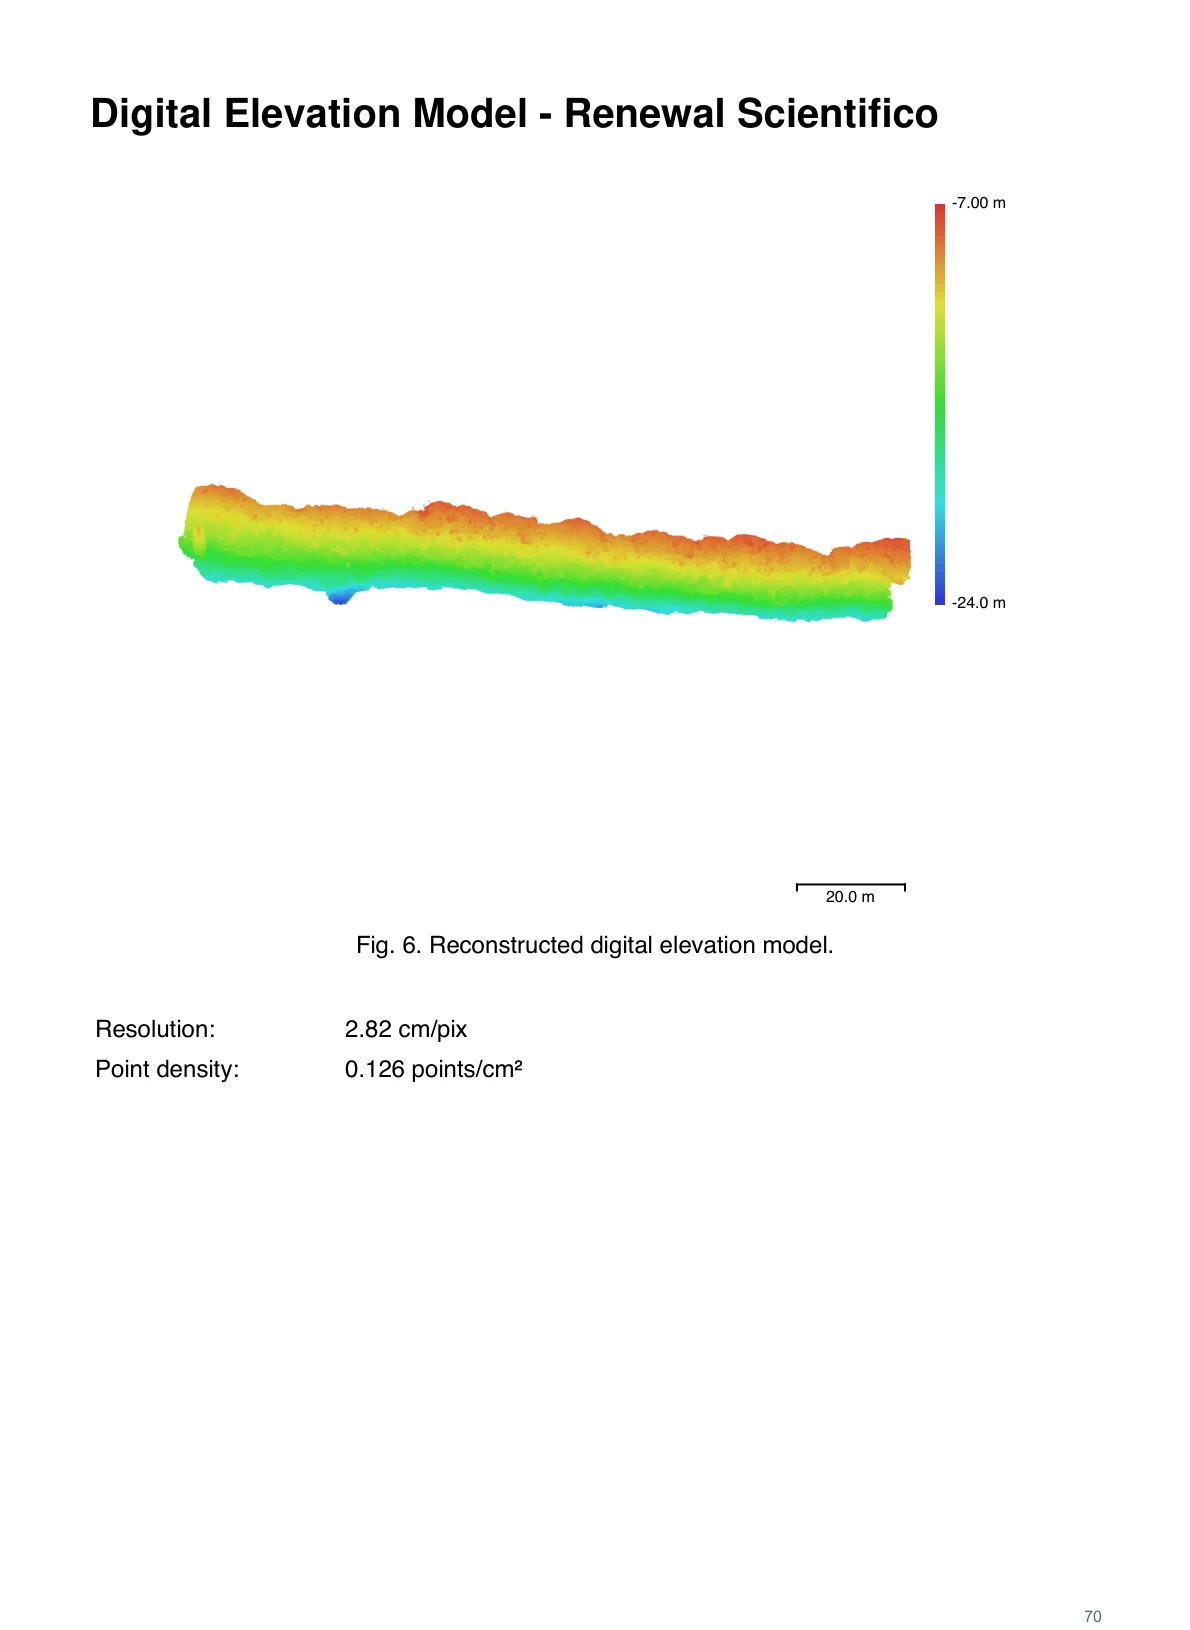 Digital Elevation Model - Renewal Scientifico
-7.00 m
-24.0 m
20.0 m
Fig. 6. Reconstructed digital elevation model.
Resolution: 2.82 cm/pix
Point density: 0.126 points/cm²
70